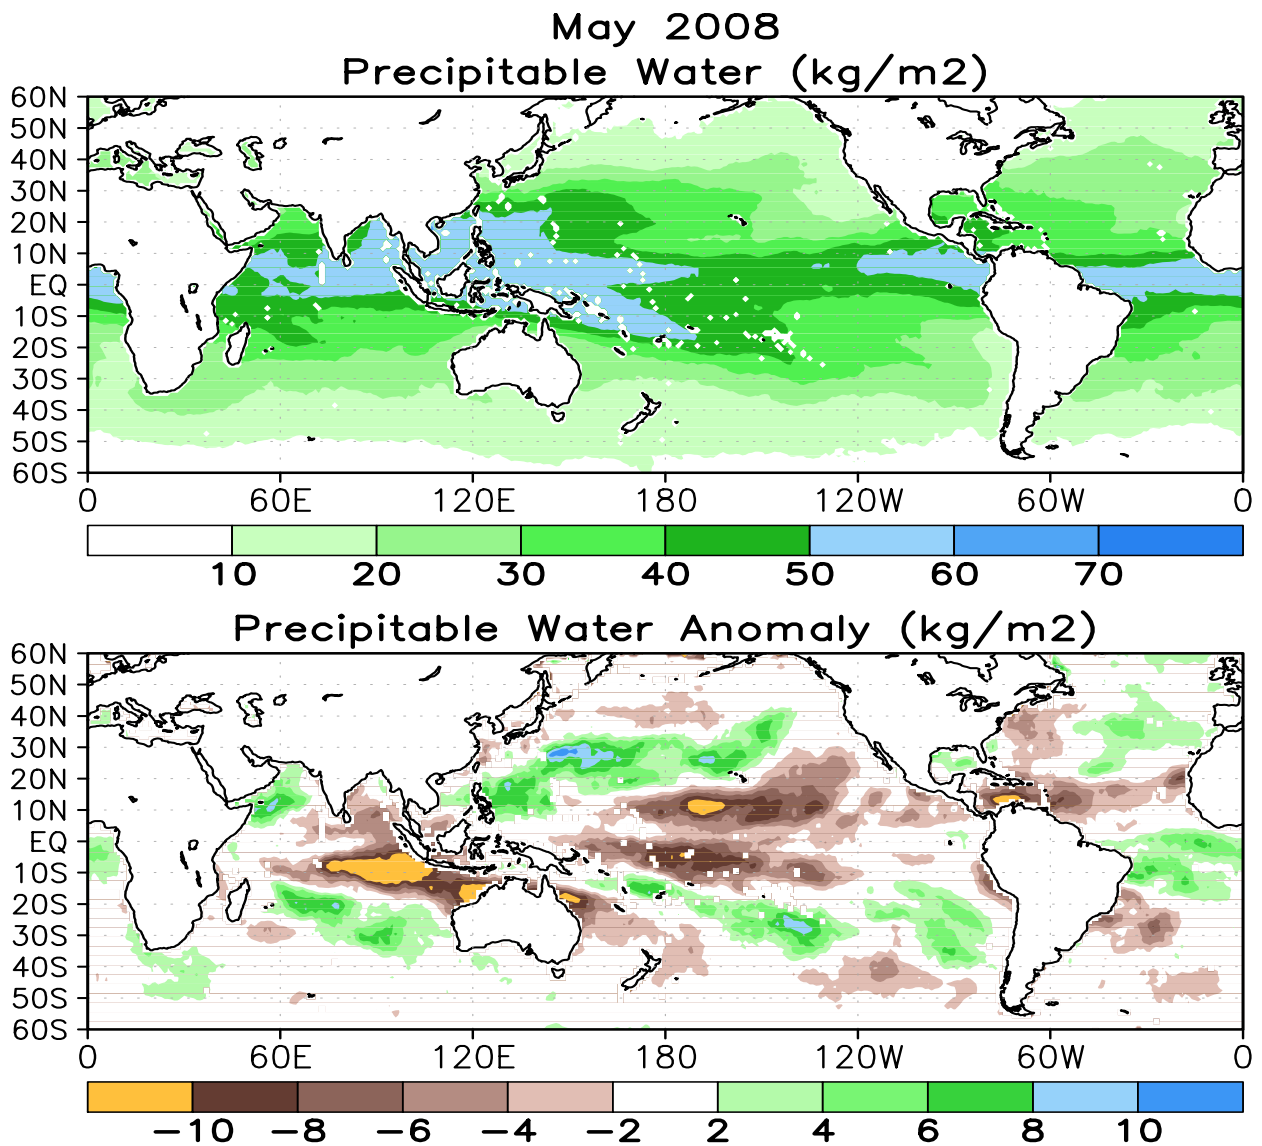 May 2008
Precipitable Water (kg/m2)
60N
50N
40N
30N
20N
10N
EQ
10S
20S
30S
40S
50S
60S
0 60E 120E 180 120W 60W 0
10 20 30 40 50 60 70
Precipitable Water Anomaly (kg/m2)
60N
50N
40N
30N
20N
10N
EQ
10S
20S
30S
40S
50S
60S
0 60E 120E 180 120W 60W 0
−10 −8 −6 −4 −2 2 4 6 8 10